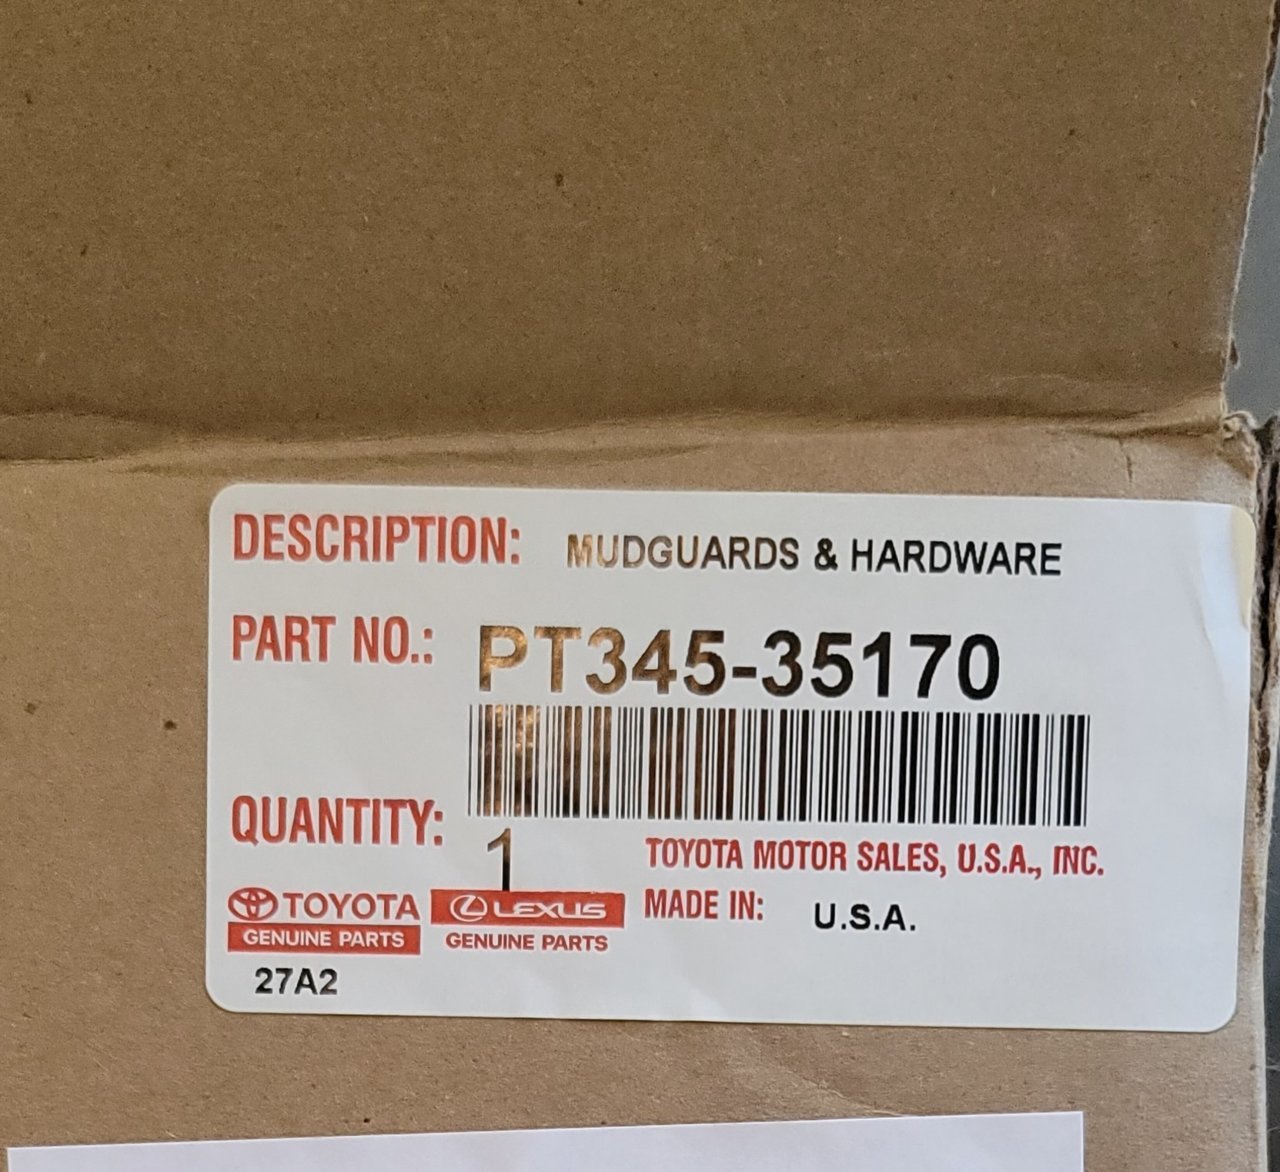 DESCRIPTION: MUDGUARDS & HARDWARE
PART NO.: PT345-35170
QUANTITY: 1
TOYOTA MOTOR SALES, U.S.A., INC.
TOYOTA
GENUINE PARTS
LEXUS
GENUINE PARTS
MADE IN: U.S.A.
27A2